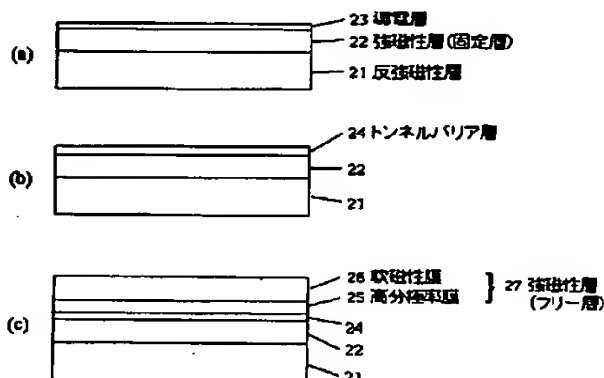 (a)
23 導電層
22 強磁性層(固定層)
21 反強磁性層
(b)
24 トンネルバリア層
22
21
(c)
26 軟磁性膜
25 高分極率膜
27 強磁性層
(フリー層)
24
22
21